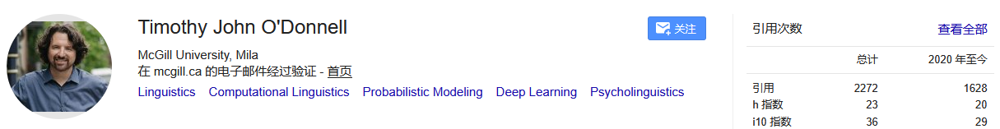 Timothy John O'Donnell
关注
McGill University, Mila
在 mcgill.ca 的电子邮件经过验证 - 首页
Linguistics Computational Linguistics Probabilistic Modeling Deep Learning Psycholinguistics
引用次数 查看全部
总计 2020 年至今
引用 2272 1628
h 指数 23 20
i10 指数 36 29